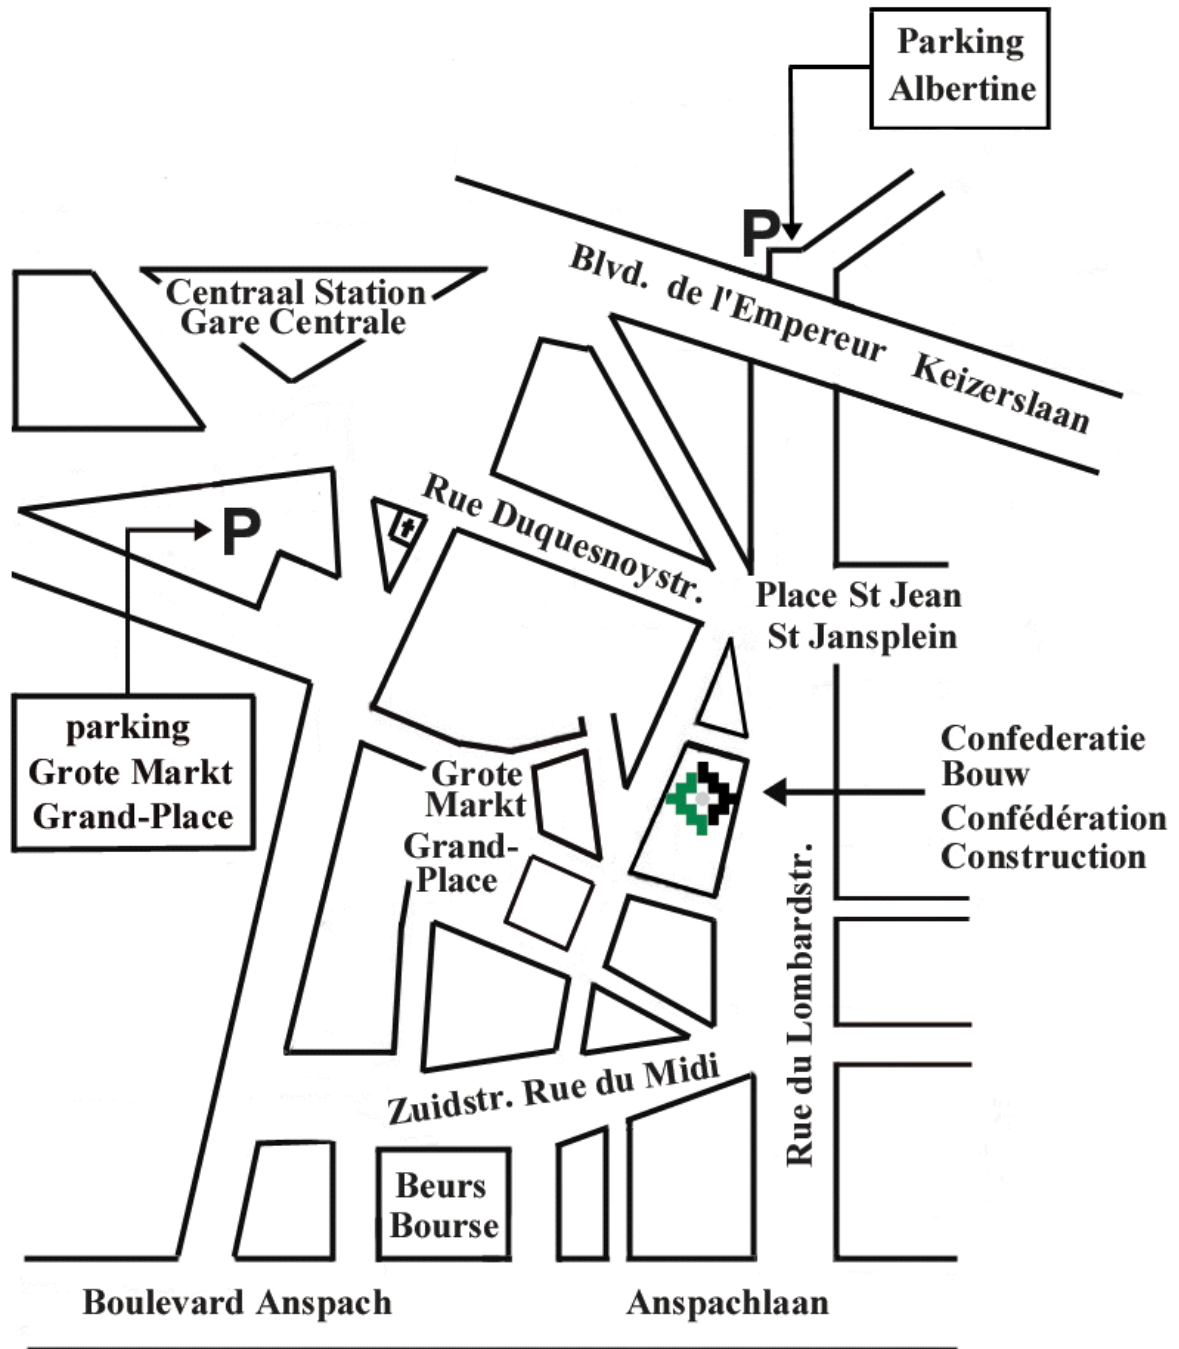 Parking
Albertine
P
Blvd. de l'Empereur Keizerslaan
Centraal Station
Gare Centrale
Rue Duquesnoystr.
P
Place St Jean
St Jansplein
parking
Grote Markt
Grand-Place
Grote
Markt
Grand-
Place
Confederatie
Bouw
Confédération
Construction
Rue du Lombardstr.
Zuidstr. Rue du Midi
Beurs
Bourse
Boulevard Anspach
Anspachlaan